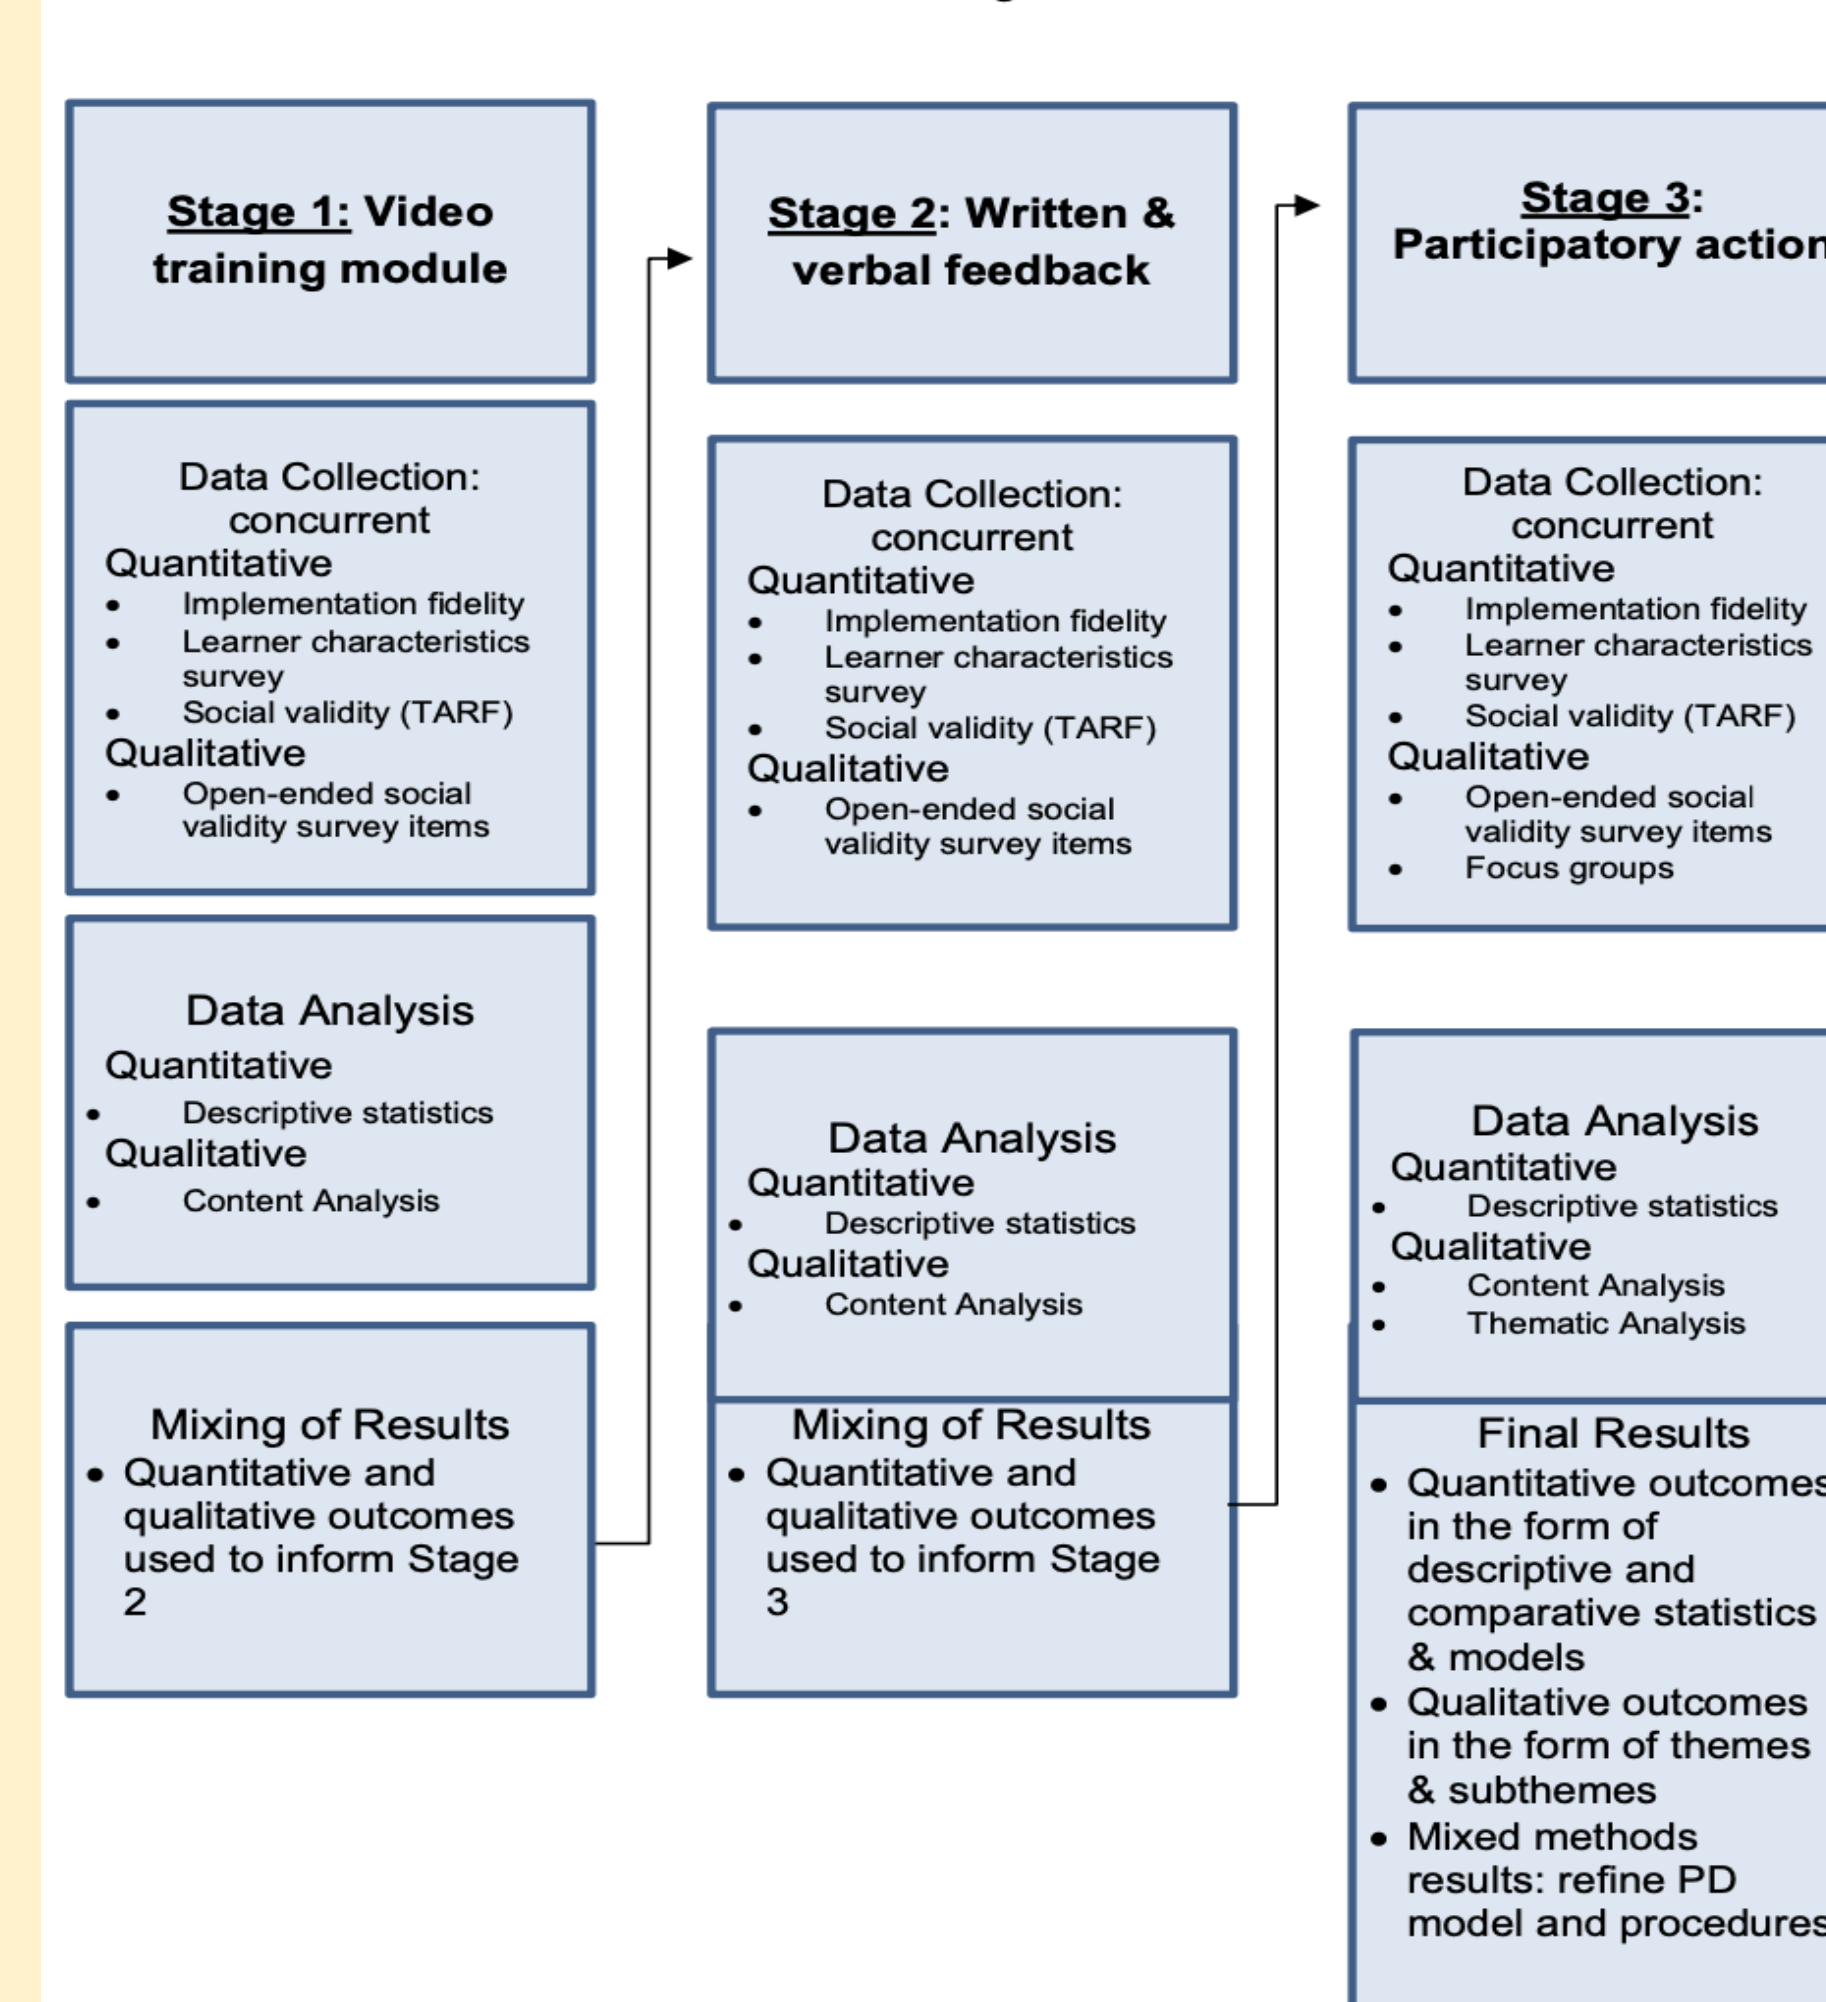 Stage 1: Video
training module
Data Collection:
concurrent
Quantitative
• Implementation fidelity
• Learner characteristics
survey
• Social validity (TARF)
Qualitative
• Open-ended social
validity survey items
Data Analysis
Quantitative
• Descriptive statistics
Qualitative
• Content Analysis
Mixing of Results
• Quantitative and
qualitative outcomes
used to inform Stage
2
Stage 2: Written &
verbal feedback
Data Collection:
concurrent
Quantitative
• Implementation fidelity
• Learner characteristics
survey
• Social validity (TARF)
Qualitative
• Open-ended social
validity survey items
Data Analysis
Quantitative
• Descriptive statistics
Qualitative
• Content Analysis
Mixing of Results
• Quantitative and
qualitative outcomes
used to inform Stage
3
Stage 3:
Participatory action
Data Collection:
concurrent
Quantitative
• Implementation fidelity
• Learner characteristics
survey
• Social validity (TARF)
Qualitative
• Open-ended social
validity survey items
• Focus groups
Data Analysis
Quantitative
• Descriptive statistics
Qualitative
• Content Analysis
• Thematic Analysis
Final Results
• Quantitative outcomes
in the form of
descriptive and
comparative statistics
& models
• Qualitative outcomes
in the form of themes
& subthemes
• Mixed methods
results: refine PD
model and procedures